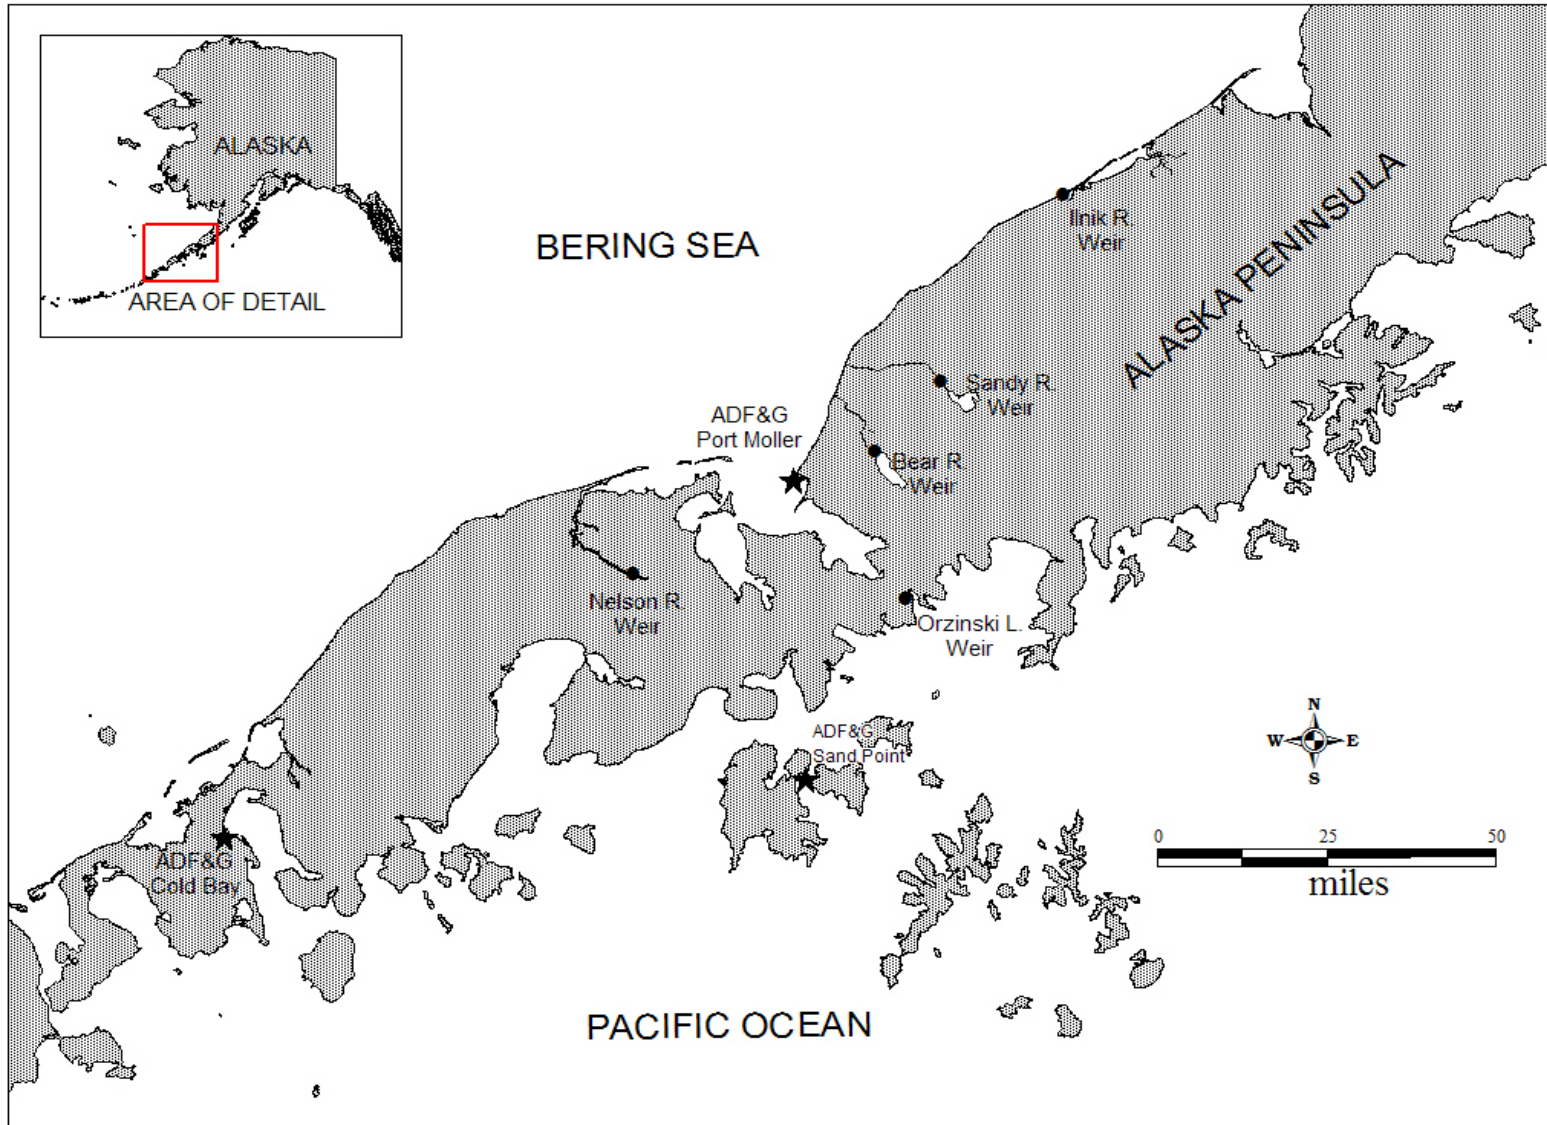 ALASKA
AREA OF DETAIL
BERING SEA
Ilnik R.
Weir
ALASKA PENINSULA
Sandy R.
Weir
ADF&G
Port Moller
Bear R.
Weir
Nelson R.
Weir
Orzinski L.
Weir
ADF&G
Sand Point
N
W E
S
ADF&G
Cold Bay
0 25 50
miles
PACIFIC OCEAN